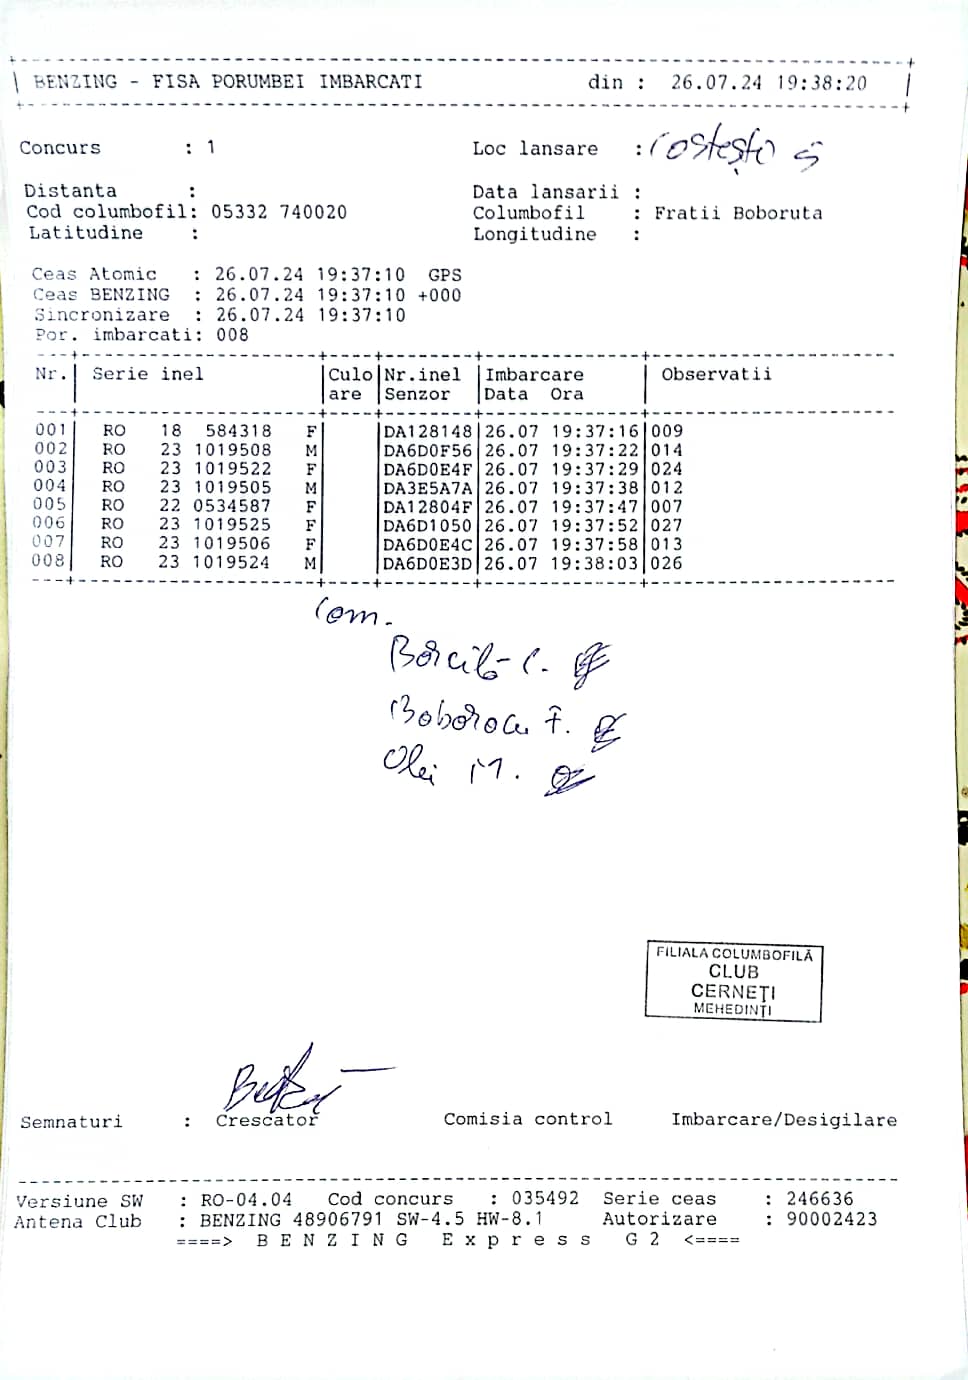 BENZING - FISA PORUMBEI IMBARCATI din : 26.07.24 19:38:20
Concurs : 1 Loc lansare :
Distanta : Data lansarii :
Cod columbofil: 05332 740020 Columbofil : Fratii Boboruta
Latitudine : Longitudine :
Ceas Atomic : 26.07.24 19:37:10 GPS
Ceas BENZING : 26.07.24 19:37:10 +000
Sincronizare : 26.07.24 19:37:10
Por. imbarcati: 008
Nr.| Serie inel |Culo|Nr.inel |Imbarcare | Observatii
| |are |Senzor |Data Ora |
001| RO 18 584318 F| |DA128148|26.07 19:37:16|009
002| RO 23 1019508 M| |DA6D0F56|26.07 19:37:22|014
003| RO 23 1019522 F| |DA6D0E4F|26.07 19:37:29|024
004| RO 23 1019505 M| |DA3E5A7A|26.07 19:37:38|012
005| RO 22 0534587 F| |DA12804F|26.07 19:37:47|007
006| RO 23 1019525 F| |DA6D1050|26.07 19:37:52|027
007| RO 23 1019506 F| |DA6D0E4C|26.07 19:37:58|013
008| RO 23 1019524 M| |DA6D0E3D|26.07 19:38:03|026
Com.
Olei M.
FILIALA COLUMBOFILĂ
CLUB
CERNEȚI
MEHEDINȚI
Semnaturi : Crescator Comisia control Imbarcare/Desigilare
Versiune SW : RO-04.04 Cod concurs : 035492 Serie ceas : 246636
Antena Club : BENZING 48906791 SW-4.5 HW-8.1 Autorizare : 90002423
====> B E N Z I N G E x p r e s s G 2 <====